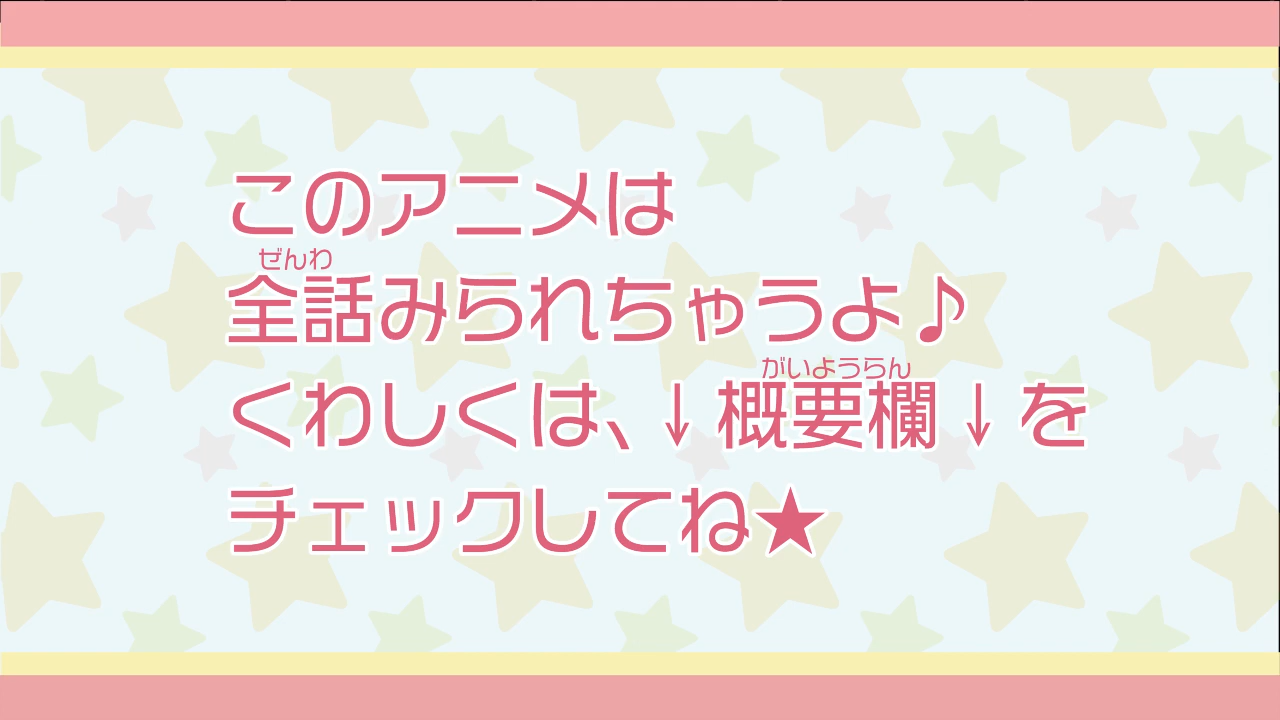 このアニメは
ぜんわ
全話みられちゃうよ♪
がいようらん
くわしくは、↓概要欄↓を
チェックしてね★